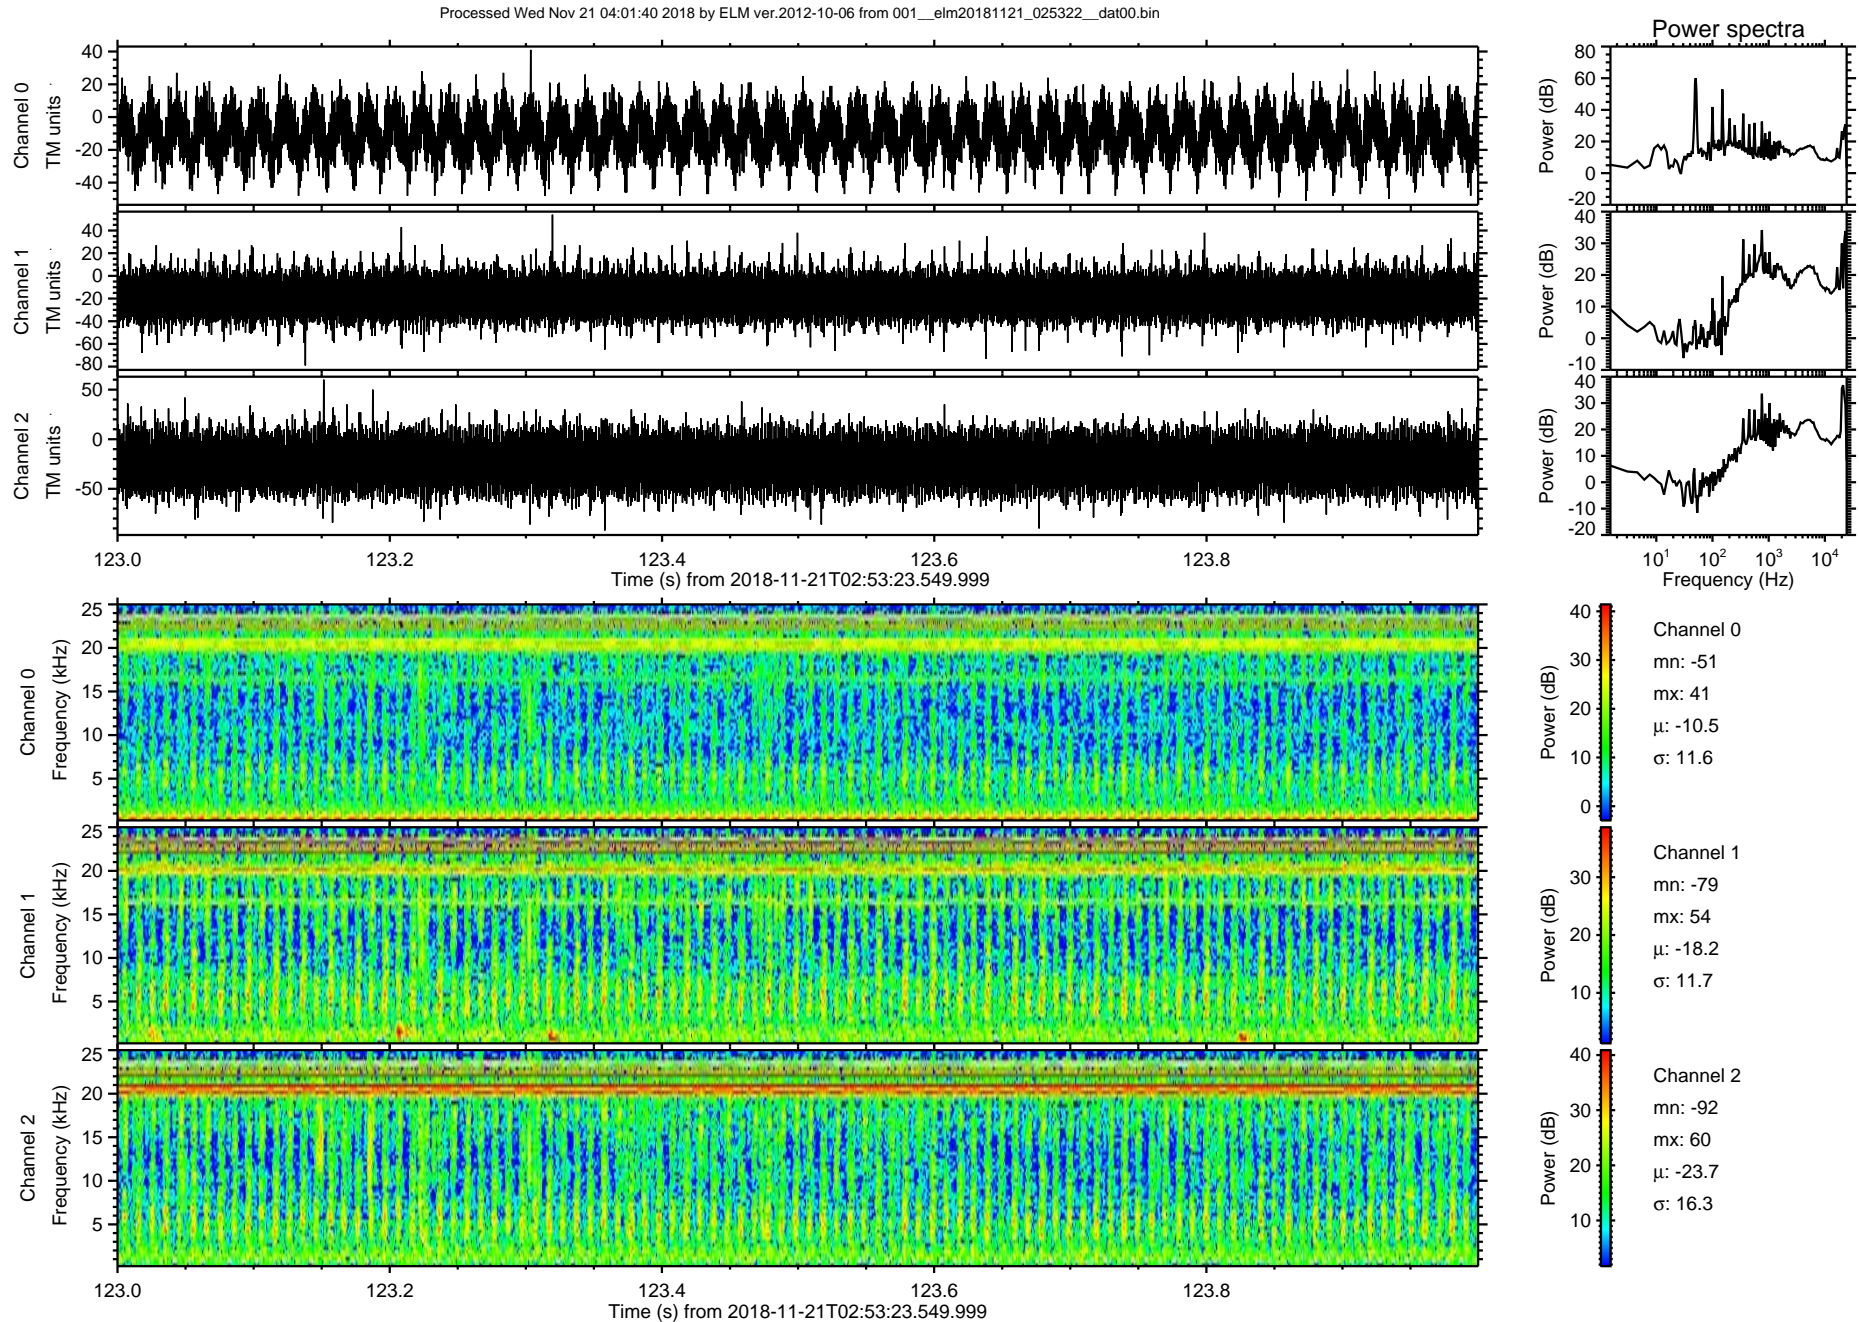 Processed Wed Nov 21 04:01:40 2018 by ELM ver.2012-10-06 from 001__elm20181121_025322__dat00.bin
Power spectra
Channel 0
TM units
40
20
0
-20
-40
Power (dB)
80
60
40
20
0
-20
Channel 1
TM units
40
20
0
-20
-40
-60
-80
Power (dB)
40
30
20
10
0
-10
Channel 2
TM units
50
0
-50
Power (dB)
40
30
20
10
0
-10
-20
123.0 123.2 123.4 123.6 123.8
Time (s) from 2018-11-21T02:53:23.549.999
10¹ 10² 10³ 10⁴
Frequency (Hz)
Channel 0
Frequency (kHz)
25
20
15
10
5
Power (dB)
40
30
20
10
0
Channel 0
mn: -51
mx: 41
μ: -10.5
σ: 11.6
Channel 1
Frequency (kHz)
25
20
15
10
5
Power (dB)
30
20
10
Channel 1
mn: -79
mx: 54
μ: -18.2
σ: 11.7
Channel 2
Frequency (kHz)
25
20
15
10
5
Power (dB)
40
30
20
10
Channel 2
mn: -92
mx: 60
μ: -23.7
σ: 16.3
123.0 123.2 123.4 123.6 123.8
Time (s) from 2018-11-21T02:53:23.549.999